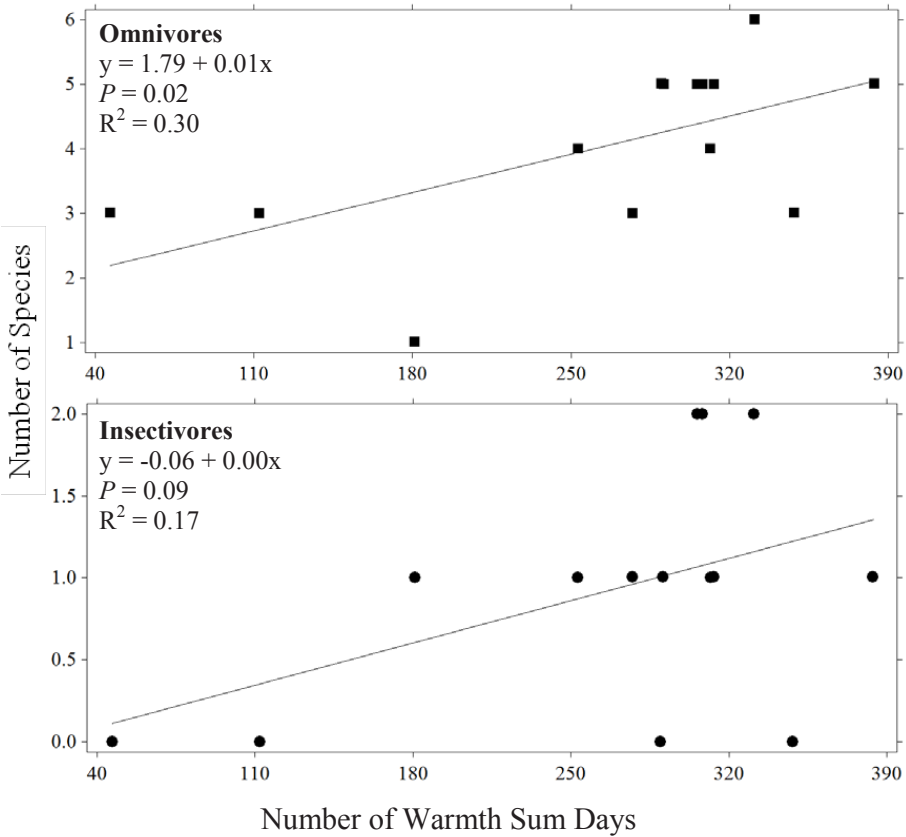 Omnivores
y = 1.79 + 0.01x
P = 0.02
R² = 0.30
6
5
4
3
2
1
40 110 180 250 320 390
Number of Species
Insectivores
y = -0.06 + 0.00x
P = 0.09
R² = 0.17
2.0
1.5
1.0
0.5
0.0
40 110 180 250 320 390
Number of Warmth Sum Days